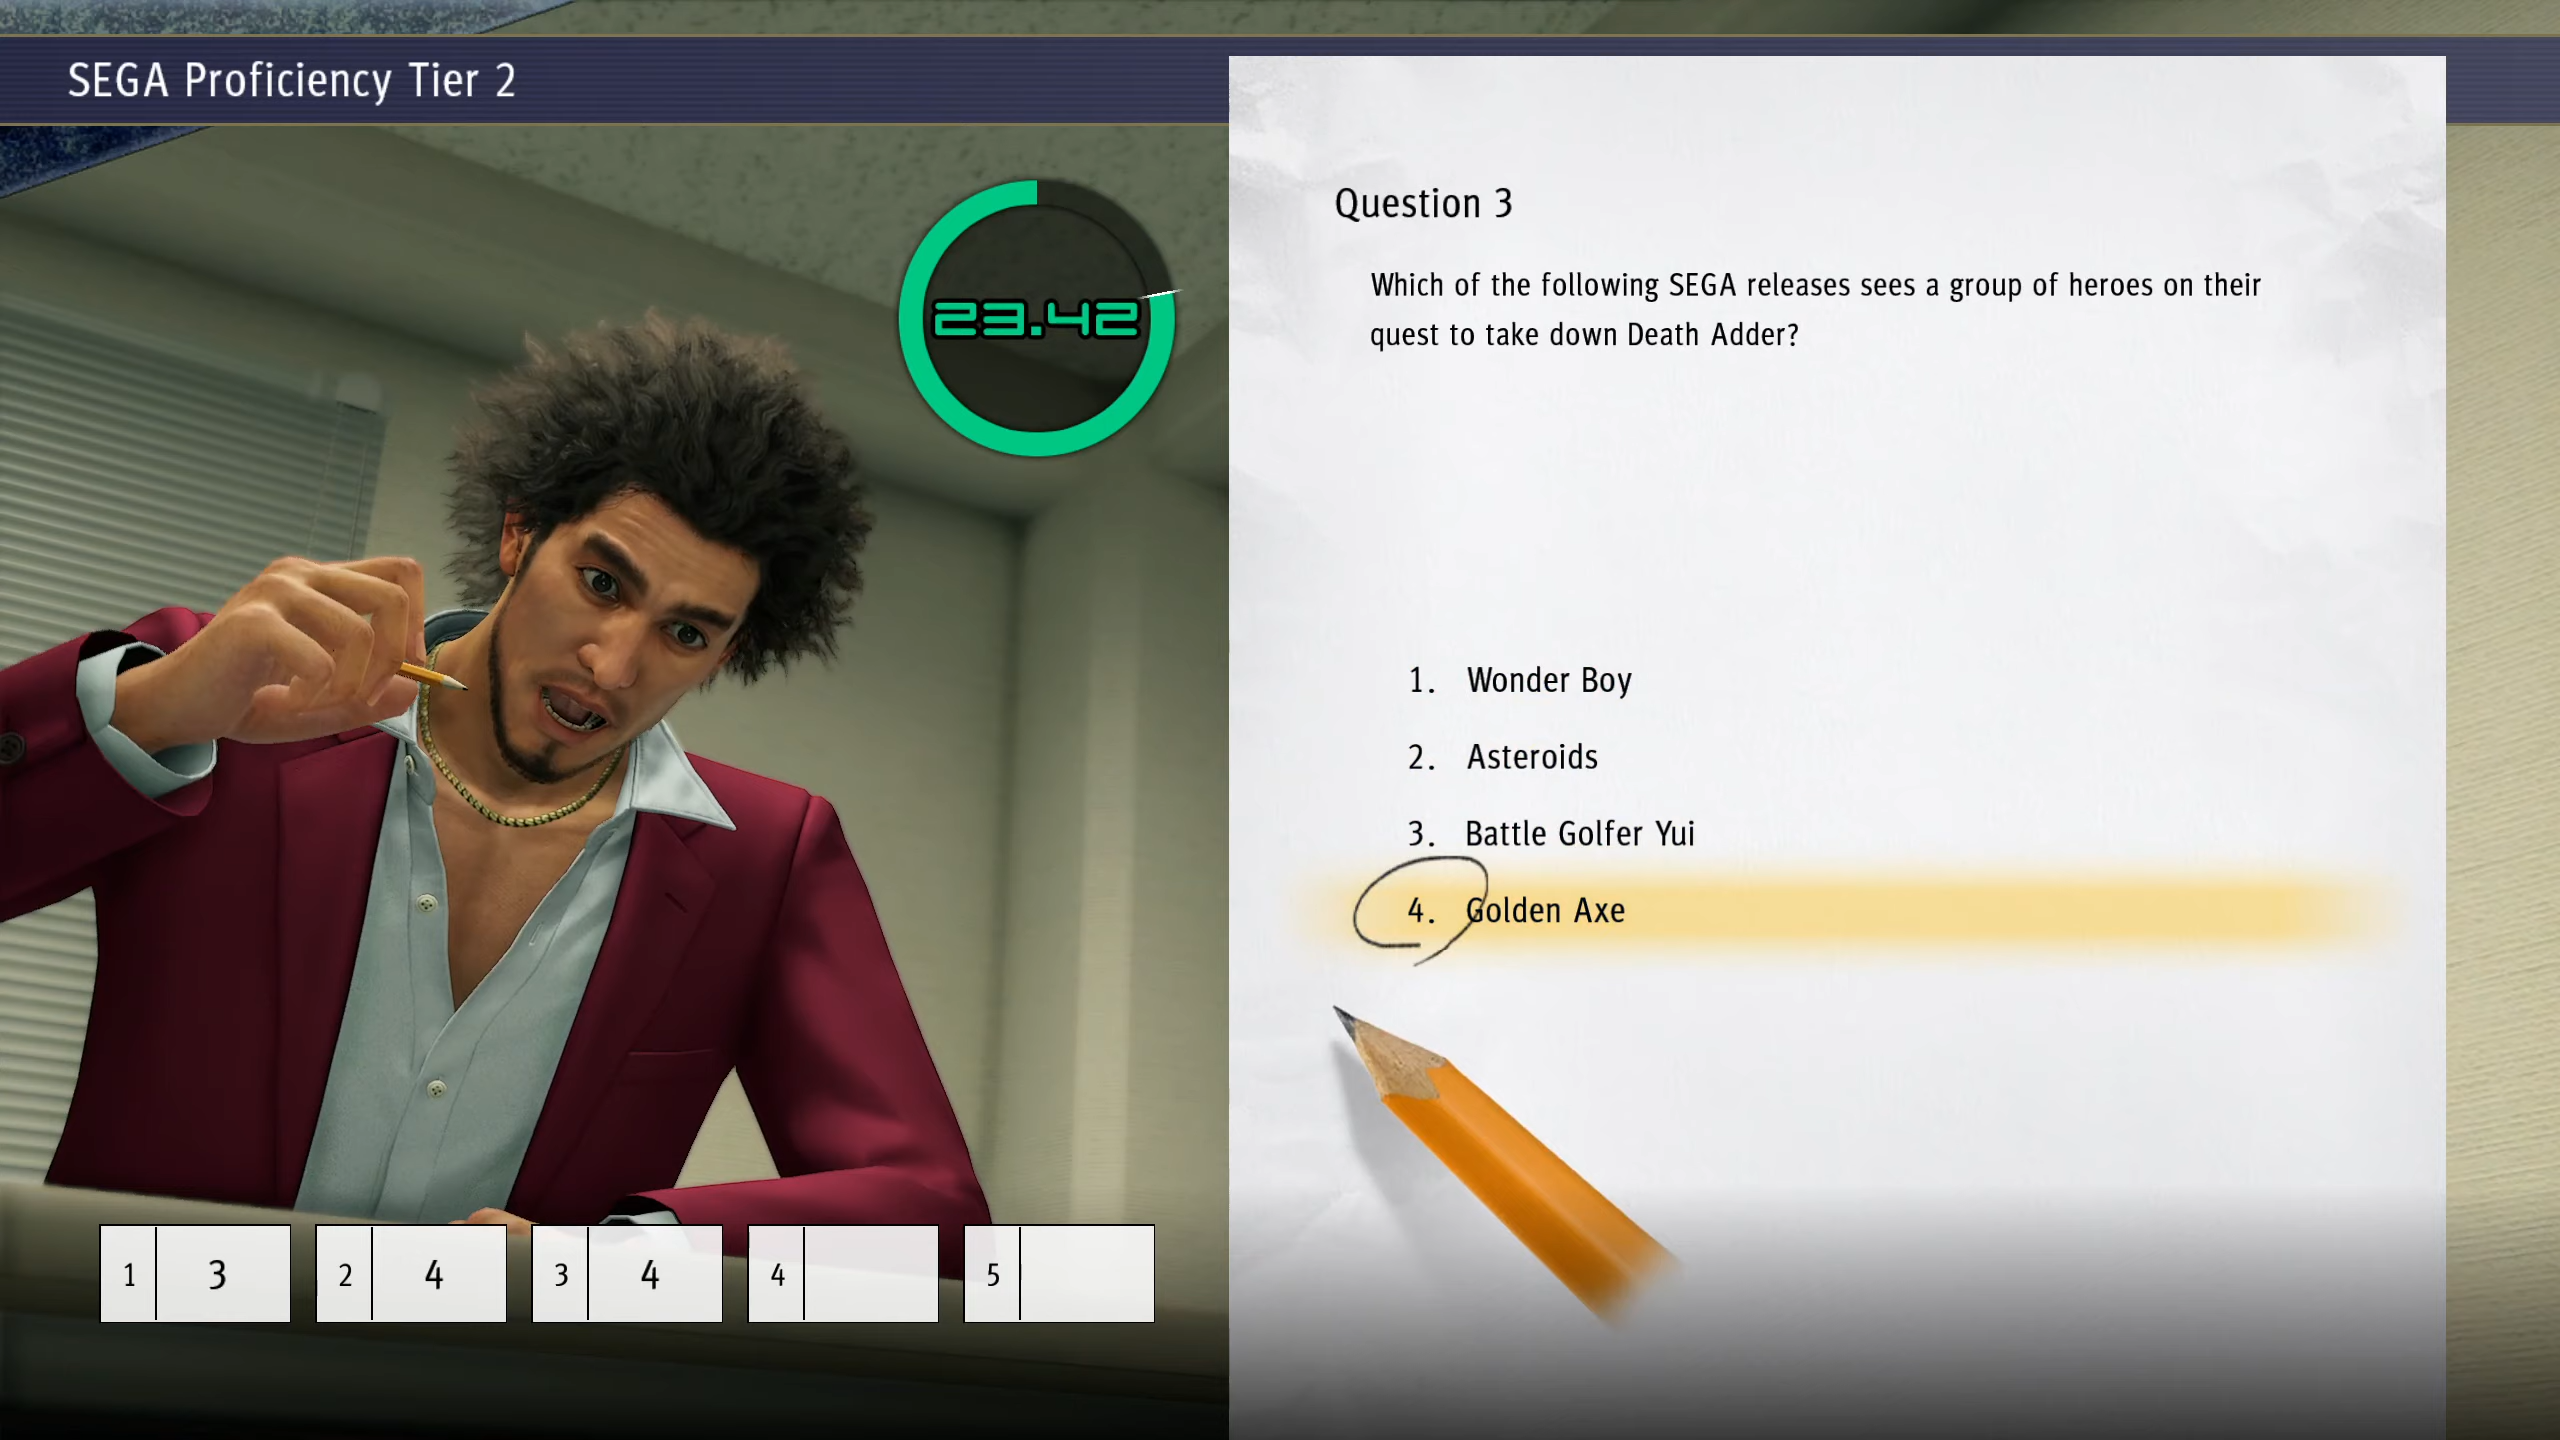 SEGA Proficiency Tier 2
23.42
Question 3
Which of the following SEGA releases sees a group of heroes on their
quest to take down Death Adder?
1. Wonder Boy
2. Asteroids
3. Battle Golfer Yui
4. Golden Axe
1 3 2 4 3 4 4 5